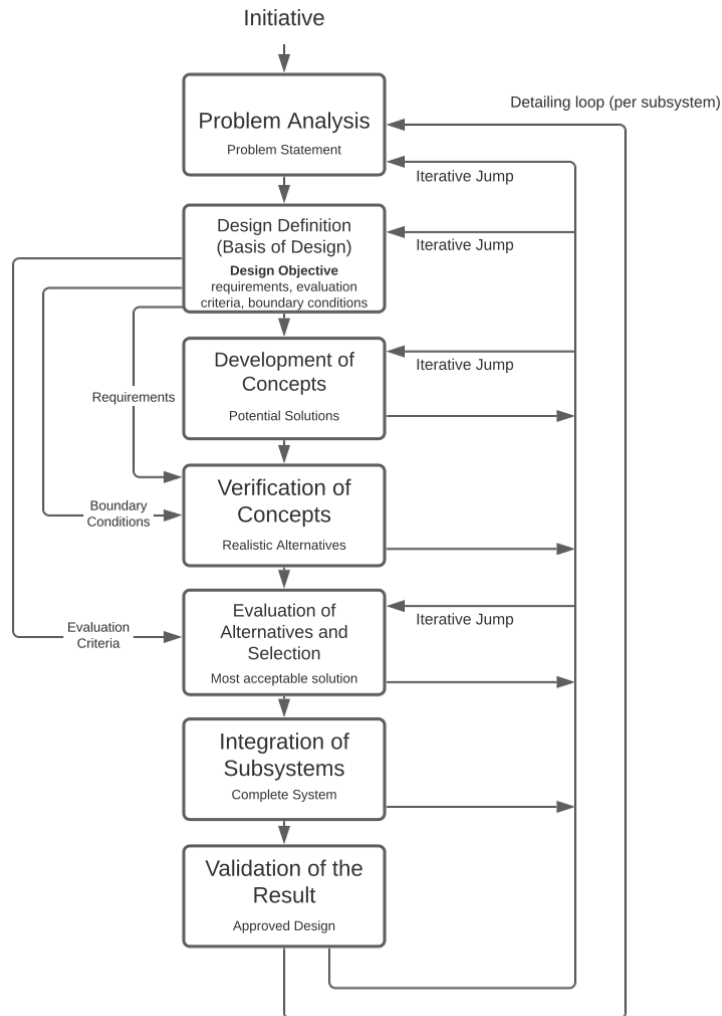 Initiative
Detailing loop (per subsystem)
Problem Analysis
Problem Statement
Iterative Jump
Design Definition
(Basis of Design)
Design Objective
requirements, evaluation
criteria, boundary conditions
Iterative Jump
Development of
Concepts
Potential Solutions
Iterative Jump
Requirements
Verification of
Concepts
Realistic Alternatives
Boundary
Conditions
Evaluation of
Alternatives and
Selection
Most acceptable solution
Iterative Jump
Evaluation
Criteria
Integration of
Subsystems
Complete System
Validation of the
Result
Approved Design